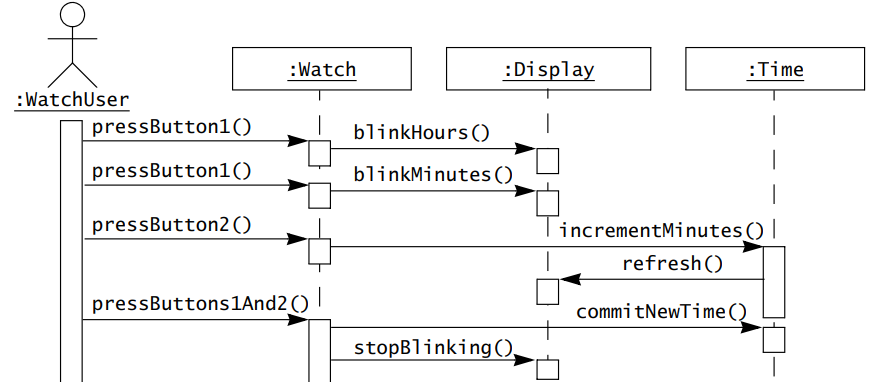 :Watch
:Display
:Time
:WatchUser
pressButton1()
blinkHours()
pressButton1()
blinkMinutes()
pressButton2()
incrementMinutes()
refresh()
pressButtons1And2()
commitNewTime()
stopBlinking()